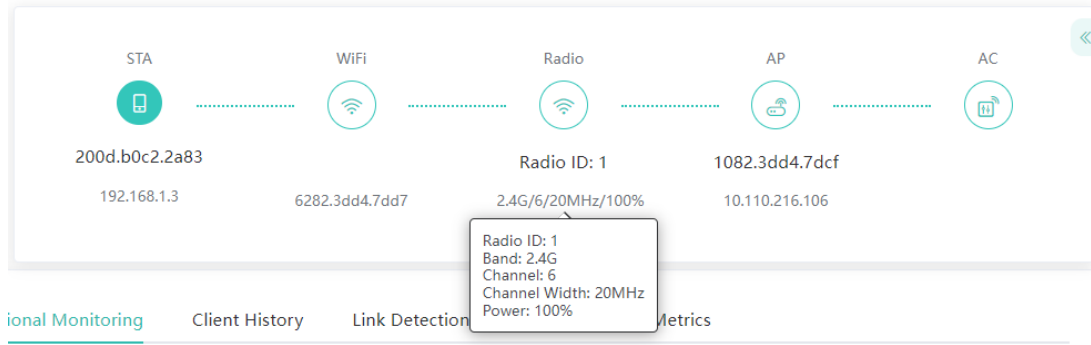 STA WiFi Radio AP AC
200d.b0c2.2a83 Radio ID: 1 1082.3dd4.7dcf
192.168.1.3 6282.3dd4.7dd7 2.4G/6/20MHz/100% 10.110.216.106
Radio ID: 1
Band: 2.4G
Channel: 6
Channel Width: 20MHz
Power: 100%
ional Monitoring Client History Link Detection Metrics